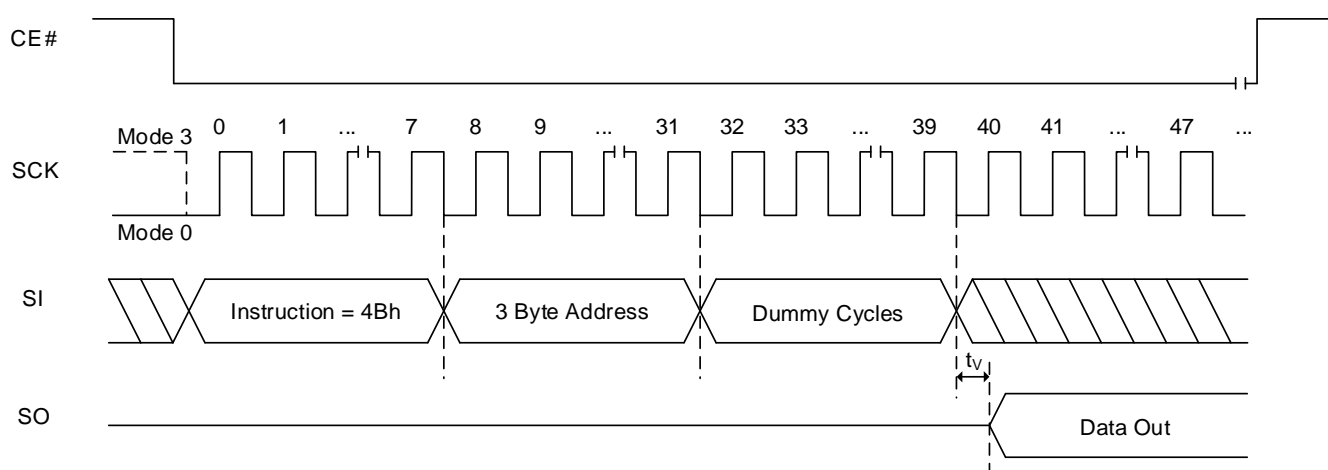 CE#
Mode 3 0 1 ... 7 8 9 ... 31 32 33 ... 39 40 41 ... 47 ...
SCK
Mode 0
SI Instruction = 4Bh 3 Byte Address Dummy Cycles
tV
SO Data Out